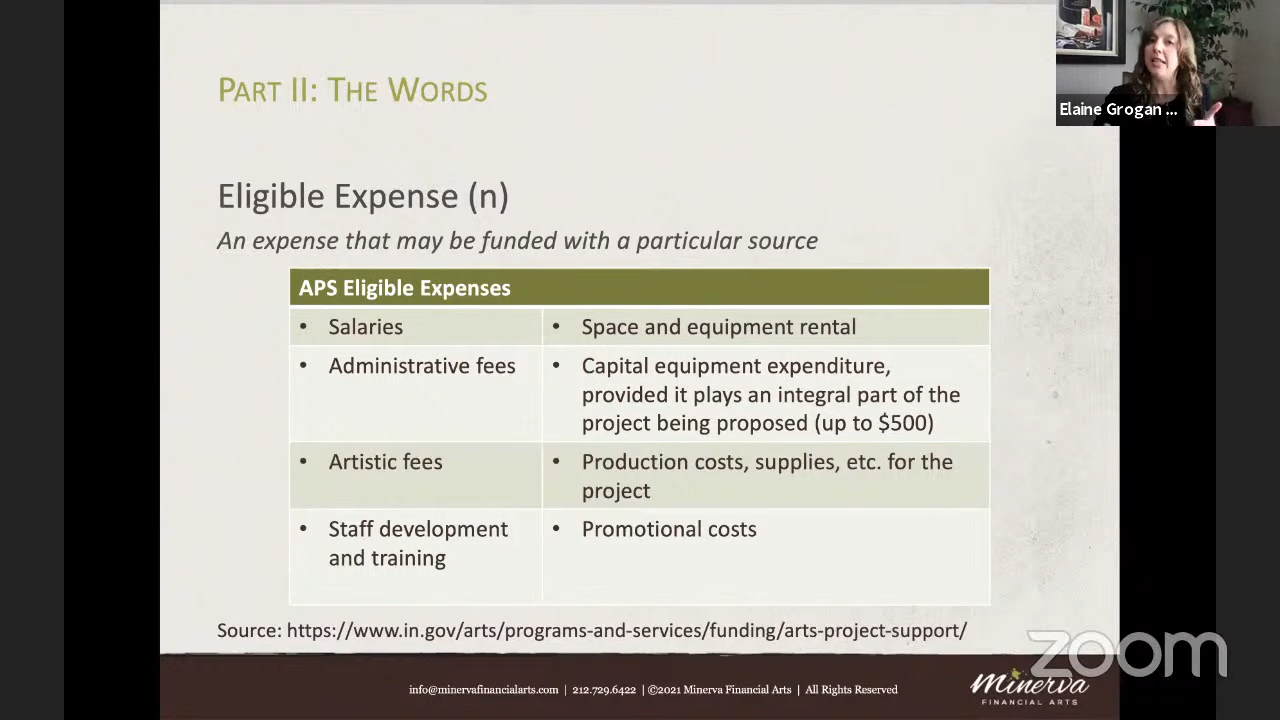 PART II: THE WORDS
Elaine Grogan ...
Eligible Expense (n)
An expense that may be funded with a particular source
APS Eligible Expenses
• Salaries
• Space and equipment rental
• Administrative fees
• Capital equipment expenditure,
provided it plays an integral part of the
project being proposed (up to $500)
• Artistic fees
• Production costs, supplies, etc. for the
project
• Staff development
and training
• Promotional costs
Source: https://www.in.gov/arts/programs-and-services/funding/arts-project-support/
zoom
info@minervafinancialarts.com | 212.729.6422 | ©2021 Minerva Financial Arts | All Rights Reserved
Minerva
FINANCIAL ARTS